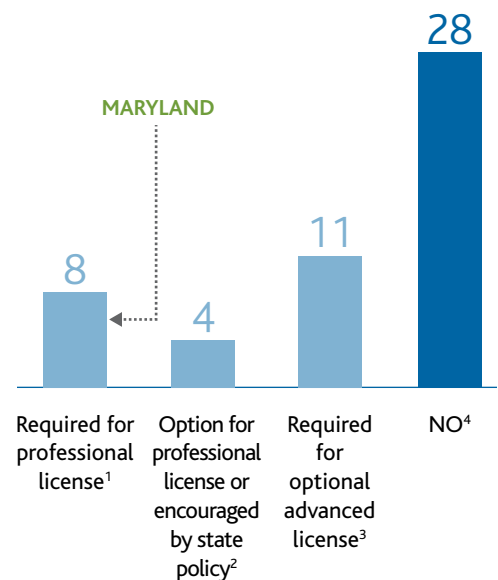 28
MARYLAND
11
8
4
Required for
professional
license¹
Option for
professional
license or
encouraged
by state
policy²
Required
for
optional
advanced
license³
NO⁴